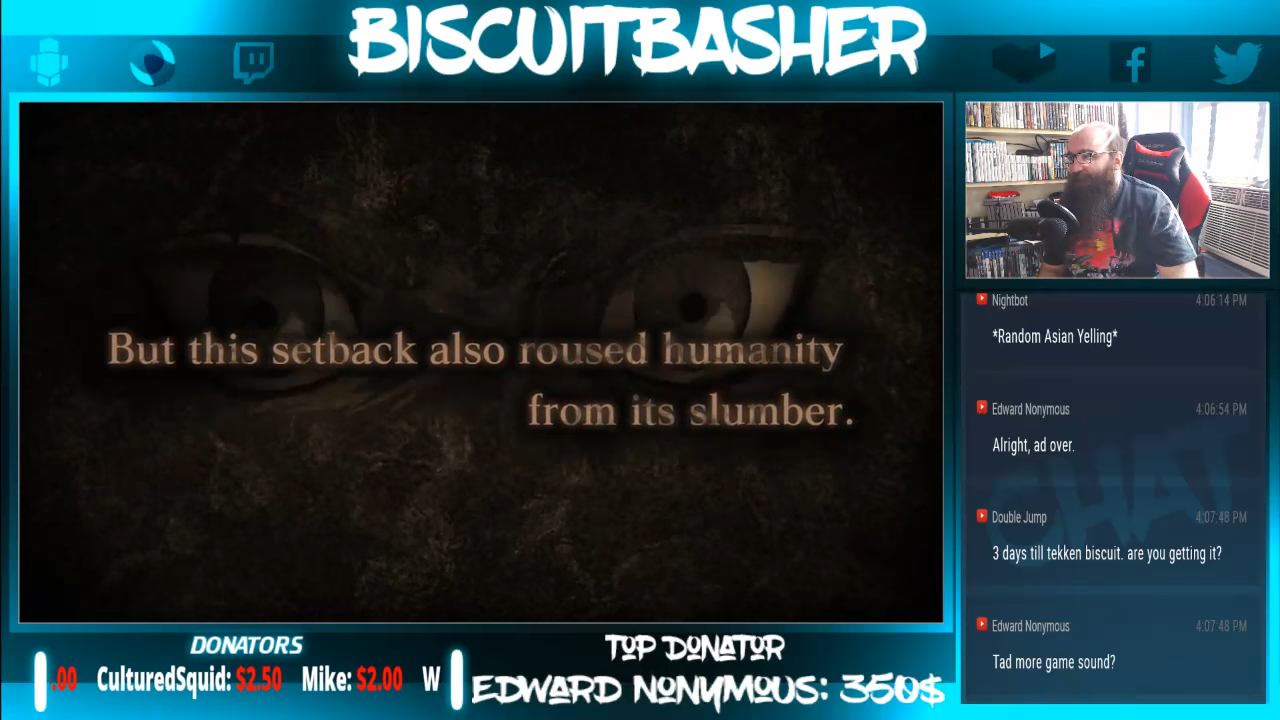 BISCUITBASHER
But this setback also roused humanity
from its slumber.
Nightbot 4:06:14 PM
*Random Asian Yelling*
Edward Nonymous 4:06:54 PM
Alright, ad over.
CHAT
Double Jump 4:07:48 PM
3 days till tekken biscuit. are you getting it?
Edward Nonymous 4:07:48 PM
Tad more game sound?
DONATORS
.00 CulturedSquid: $2.50 Mike: $2.00 W
TOP DONATOR
EDWARD NONYMOUS: 350$